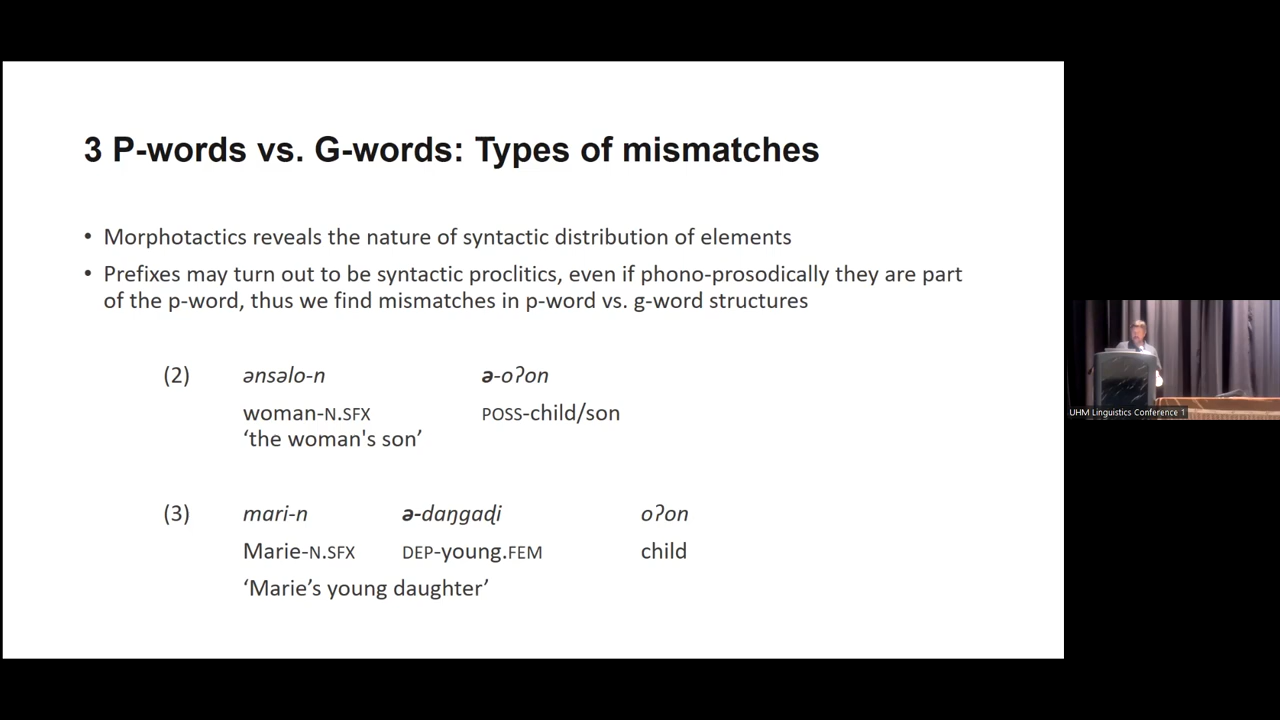 3 P-words vs. G-words: Types of mismatches
• Morphotactics reveals the nature of syntactic distribution of elements
• Prefixes may turn out to be syntactic proclitics, even if phono-prosodically they are part
of the p-word, thus we find mismatches in p-word vs. g-word structures
(2) ənsəlo-n ə-oʔon
woman-N.SFX POSS-child/son
‘the woman's son’
(3) mari-n ə-daŋgaɖi oʔon
Marie-N.SFX DEP-young.FEM child
‘Marie’s young daughter’
UHM Linguistics Conference 1